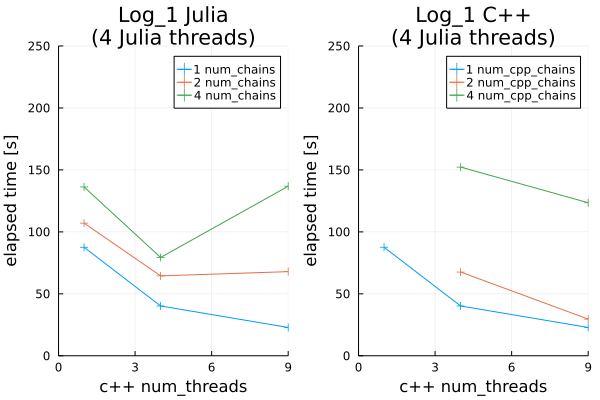 Log_1 Julia
(4 Julia threads)
250
200
150
100
50
0
elapsed time [s]
1 num_chains
2 num_chains
4 num_chains
0 3 6 9
c++ num_threads
Log_1 C++
(4 Julia threads)
250
200
150
100
50
0
elapsed time [s]
1 num_cpp_chains
2 num_cpp_chains
4 num_cpp_chains
0 3 6 9
c++ num_threads